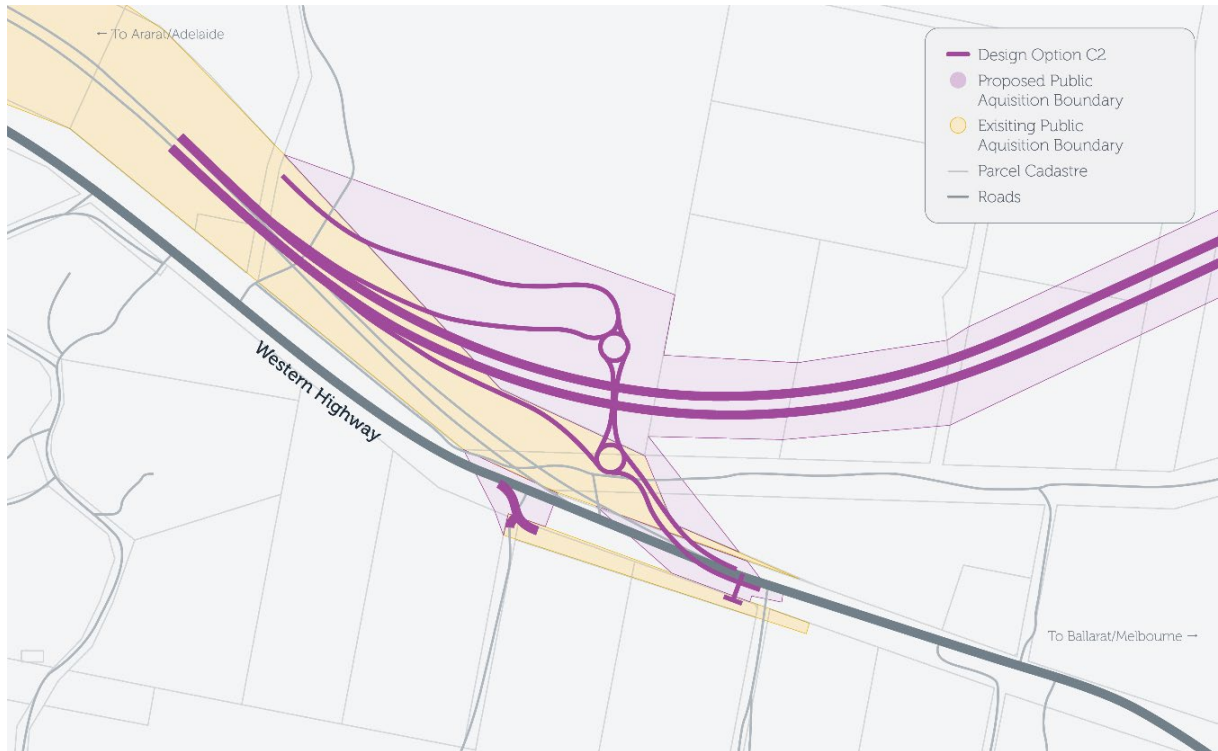 ← To Ararat/Adelaide
Design Option C2
Proposed Public
Aquisition Boundary
Exisiting Public
Aquisition Boundary
Parcel Cadastre
Roads
Western Highway
To Ballarat/Melbourne →